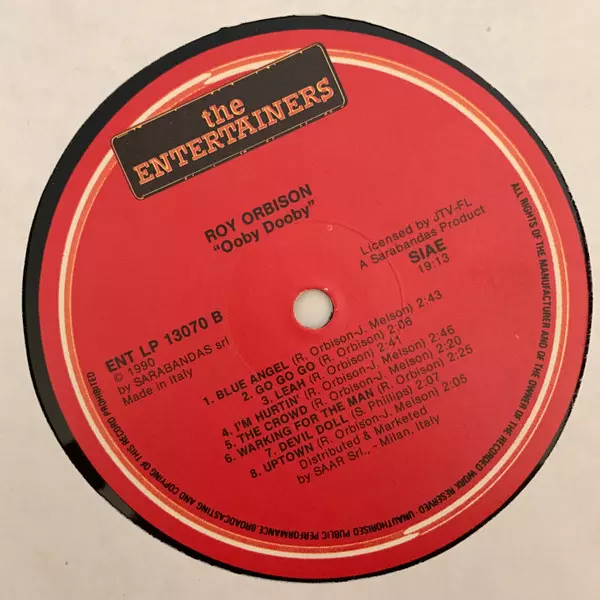 the
ENTERTAINERS
ROY ORBISON
"Ooby Dooby"
Licensed by JTV-FL
A Sarabandas Product
SIAE
19:13
ENT LP 13070 B
© 1990
by SARABANDAS srl
Made in Italy
1. BLUE ANGEL (R. Orbison-J. Melson) 2:43
2. GO GO GO (R. Orbison) 2:06
3. LEAH (R. Orbison) 2:41
4. I'M HURTIN' (R. Orbison-J. Melson) 2:46
5. THE CROWD (R. Orbison-J. Melson) 2:20
6. WARKING FOR THE MAN (R. Orbison) 2:25
7. DEVIL DOLL (S. Phillips) 2:07
8. UPTOWN (R. Orbison-J. Melson) 2:05
Distributed & Marketed
by SAAR Srl., - Milan, Italy
ALL RIGHTS OF THE MANUFACTURER AND OF THE OWNER OF THE RECORDED WORK RESERVED · UNAUTHORISED PUBLIC PERFORMANCE, BROADCASTING AND COPYING OF THIS RECORD PROHIBITED